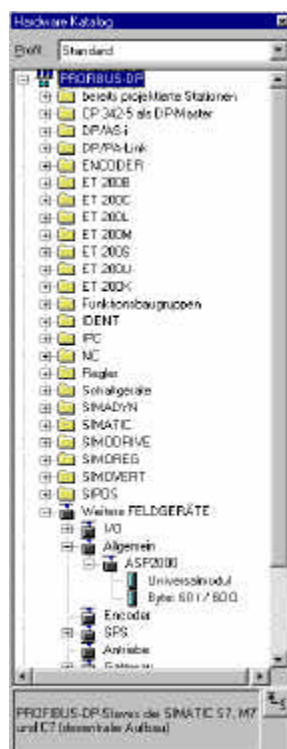 Hardware Katalog
Profil Standard
PROFIBUS-DP
bereits projektierte Stationen
CP 342-5 als DP-Master
DP/AS-i
DP/PA-Link
ENCODER
ET 200B
ET 200C
ET 200L
ET 200M
ET 200S
ET 200U
ET 200X
Funktionsbaugruppen
IDENT
IPC
NC
Regler
Schaltgeräte
SIMADYN
SIMATIC
SIMODRIVE
SIMOREG
SIMOVERT
SIPOS
Weitere FELDGERÄTE
I/O
Allgemein
ASP2000
Universalmodul
Byte: 60 I / 60 O
Encoder
SPS
Antriebe
PROFIBUS-DP-Slaves der SIMATIC S7, M7
und C7 (dezentraler Aufbau)